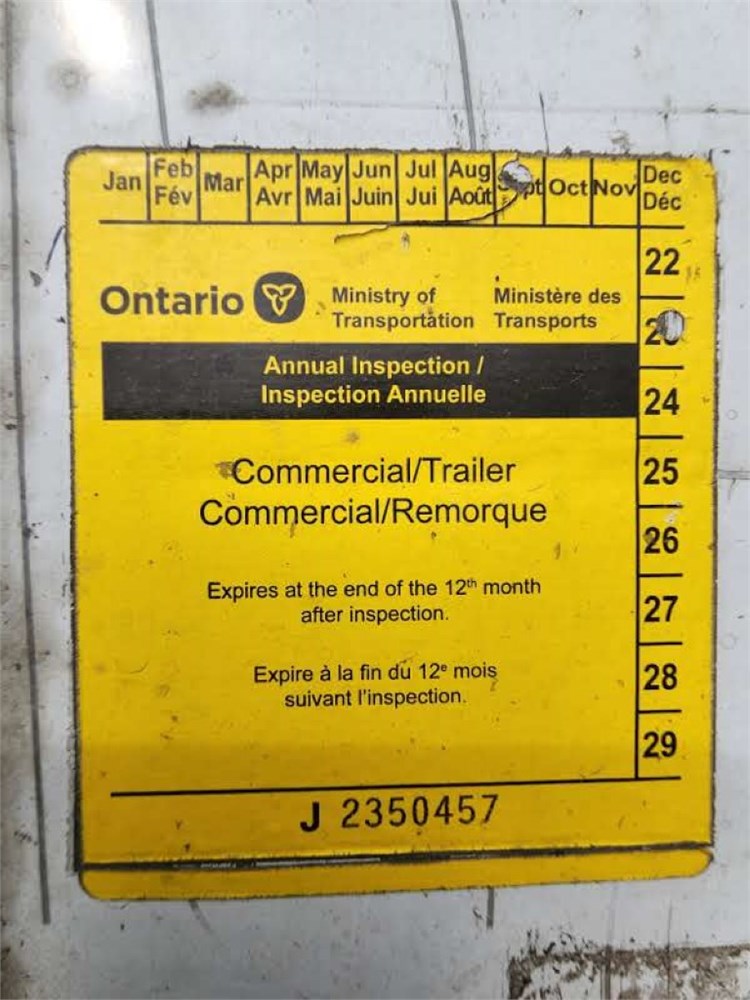 Jan Feb Mar Apr May Jun Jul Aug Oct Nov Dec
Fév Avr Mai Juin Jui Août Déc
22
Ontario Ministry of Ministère des
Transportation Transports
Annual Inspection /
Inspection Annuelle
24
Commercial/Trailer
25
Commercial/Remorque
26
Expires at the end of the 12th month
after inspection.
27
Expire à la fin du 12e mois
suivant l'inspection.
28
29
J 2350457